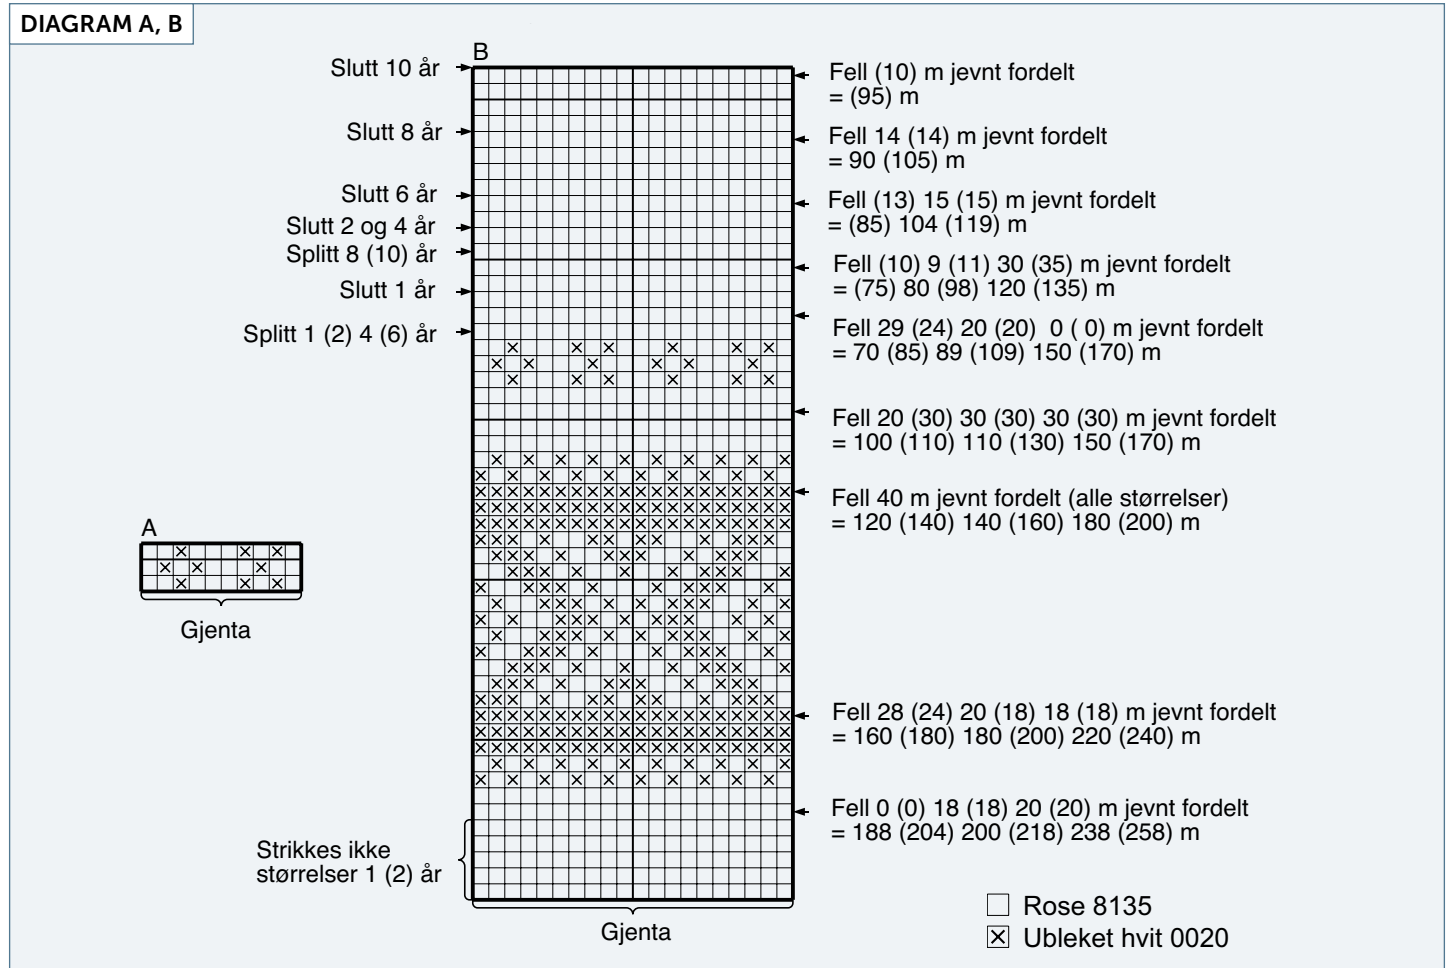 DIAGRAM A, B
B
Slutt 10 år
Fell (10) m jevnt fordelt
= (95) m
Slutt 8 år
Fell 14 (14) m jevnt fordelt
= 90 (105) m
Slutt 6 år
Fell (13) 15 (15) m jevnt fordelt
= (85) 104 (119) m
Slutt 2 og 4 år
Splitt 8 (10) år
Fell (10) 9 (11) 30 (35) m jevnt fordelt
= (75) 80 (98) 120 (135) m
Slutt 1 år
Splitt 1 (2) 4 (6) år
Fell 29 (24) 20 (20) 0 ( 0) m jevnt fordelt
= 70 (85) 89 (109) 150 (170) m
Fell 20 (30) 30 (30) 30 (30) m jevnt fordelt
= 100 (110) 110 (130) 150 (170) m
Fell 40 m jevnt fordelt (alle størrelser)
= 120 (140) 140 (160) 180 (200) m
A
Gjenta
Fell 28 (24) 20 (18) 18 (18) m jevnt fordelt
= 160 (180) 180 (200) 220 (240) m
Fell 0 (0) 18 (18) 20 (20) m jevnt fordelt
= 188 (204) 200 (218) 238 (258) m
Strikkes ikke
størrelser 1 (2) år
Gjenta
Rose 8135
Ubleket hvit 0020